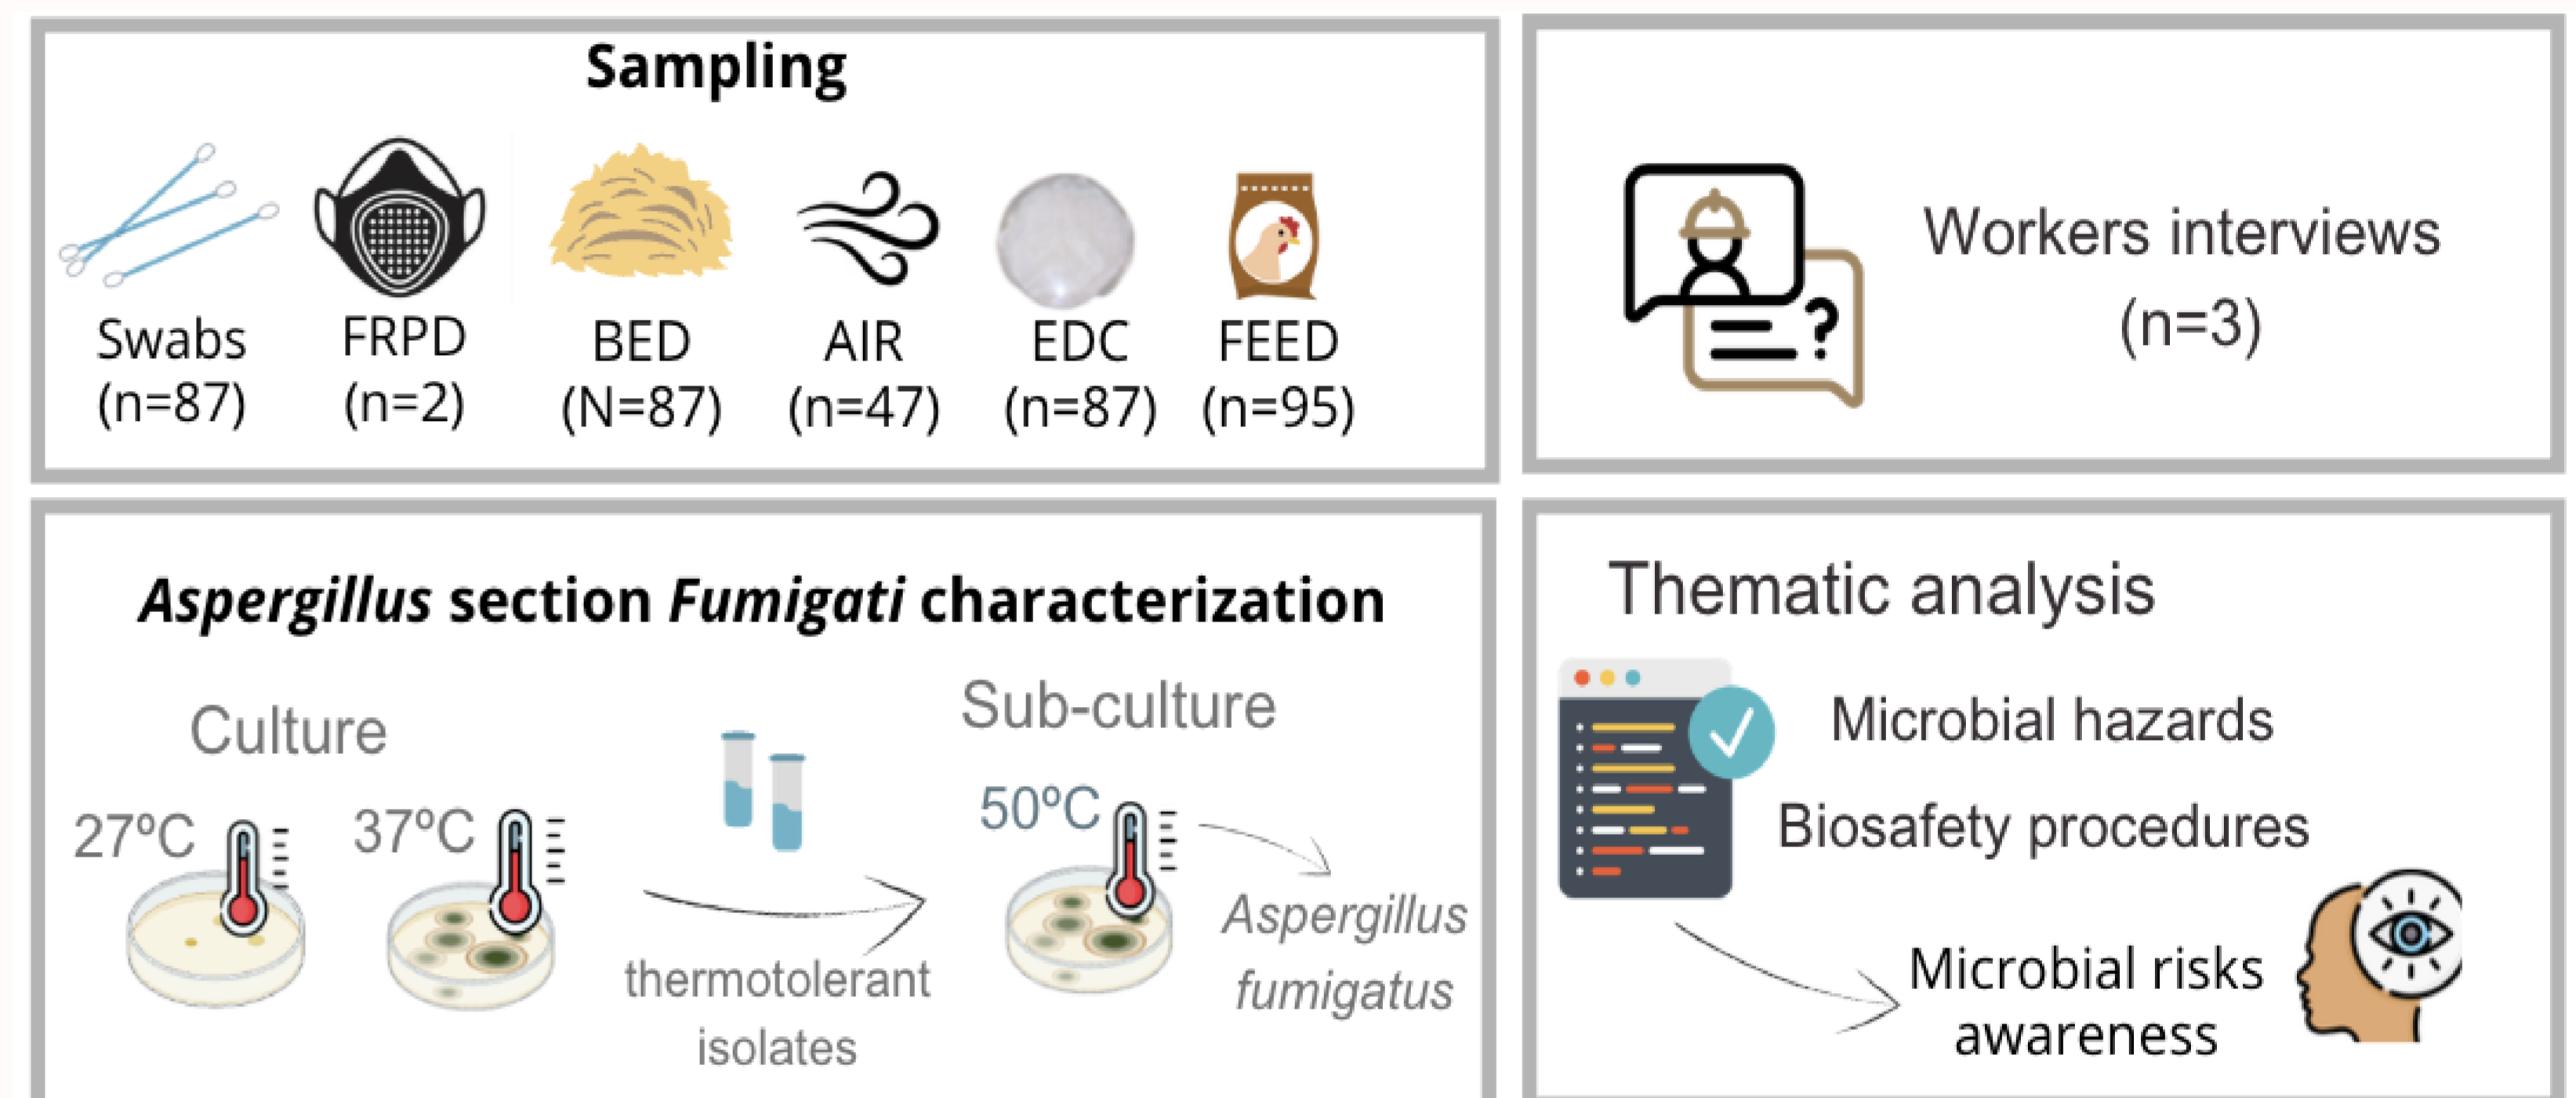 Sampling
Swabs
(n=87)
FRPD
(n=2)
BED
(N=87)
AIR
(n=47)
EDC
(n=87)
FEED
(n=95)
?
Workers interviews
(n=3)
Aspergillus section Fumigati characterization
Culture
27ºC
37ºC
thermotolerant
isolates
Sub-culture
50ºC
Aspergillus
fumigatus
Thematic analysis
Microbial hazards
Biosafety procedures
Microbial risks
awareness